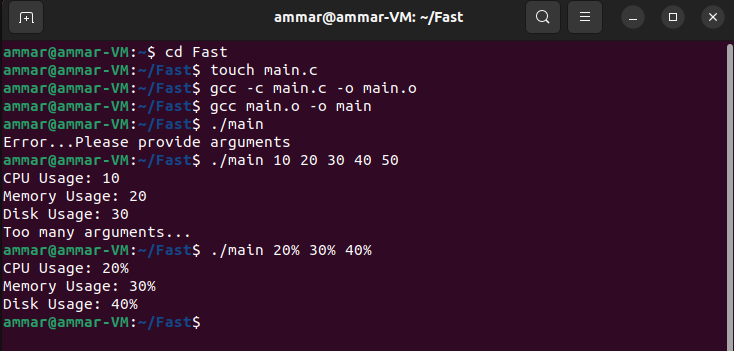 ammar@ammar-VM: ~/Fast
ammar@ammar-VM:~$ cd Fast
ammar@ammar-VM:~/Fast$ touch main.c
ammar@ammar-VM:~/Fast$ gcc -c main.c -o main.o
ammar@ammar-VM:~/Fast$ gcc main.o -o main
ammar@ammar-VM:~/Fast$ ./main
Error...Please provide arguments
ammar@ammar-VM:~/Fast$ ./main 10 20 30 40 50
CPU Usage: 10
Memory Usage: 20
Disk Usage: 30
Too many arguments...
ammar@ammar-VM:~/Fast$ ./main 20% 30% 40%
CPU Usage: 20%
Memory Usage: 30%
Disk Usage: 40%
ammar@ammar-VM:~/Fast$